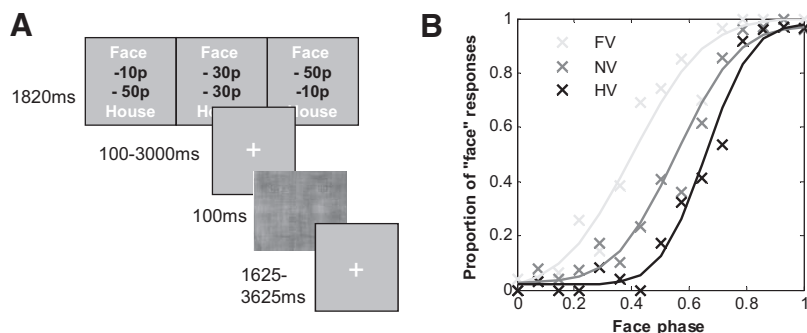 A
Face
-10p
- 50p
House
Face
- 30p
- 30p
Face
- 50p
-10p
House
1820ms
100-3000ms
100ms
1625-
3625ms
B
Proportion of "face" responses
1
0.8
0.6
0.4
0.2
0
FV
NV
HV
0 0.2 0.4 0.6 0.8 1
Face phase